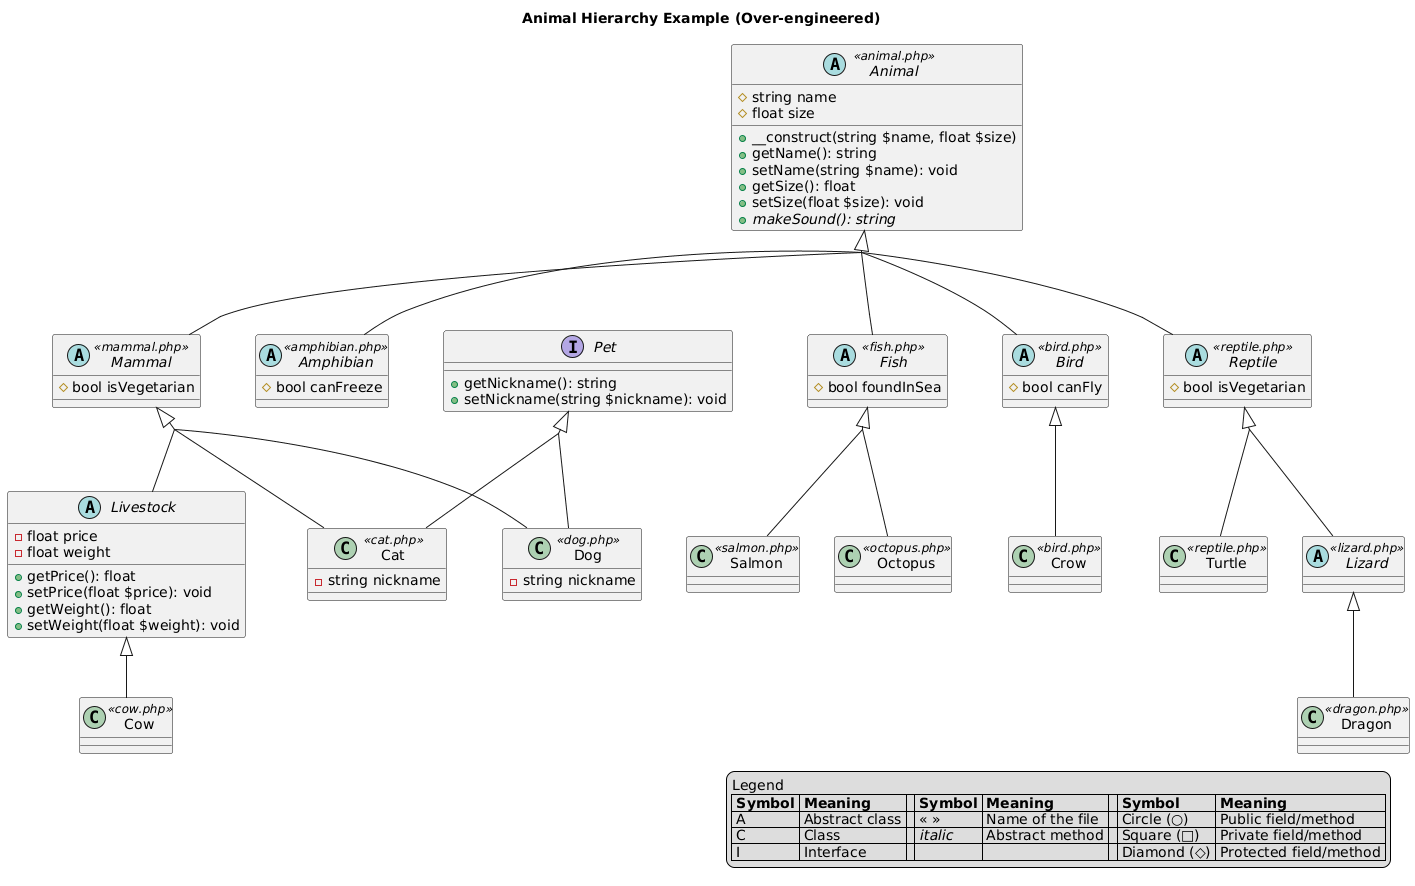 Animal Hierarchy Example (Over-engineered)
A «animal.php»
Animal
string name
float size
__construct(string $name, float $size)
getName(): string
setName(string $name): void
getSize(): float
setSize(float $size): void
makeSound(): string
A «mammal.php»
Mammal
bool isVegetarian
A «amphibian.php»
Amphibian
bool canFreeze
I Pet
getNickname(): string
setNickname(string $nickname): void
A «fish.php»
Fish
bool foundInSea
A «bird.php»
Bird
bool canFly
A «reptile.php»
Reptile
bool isVegetarian
A Livestock
float price
float weight
getPrice(): float
setPrice(float $price): void
getWeight(): float
setWeight(float $weight): void
C «cat.php»
Cat
string nickname
C «dog.php»
Dog
string nickname
C «salmon.php»
Salmon
C «octopus.php»
Octopus
C «bird.php»
Crow
C «reptile.php»
Turtle
A «lizard.php»
Lizard
C «cow.php»
Cow
C «dragon.php»
Dragon
Legend
Symbol Meaning Symbol Meaning Symbol Meaning
A Abstract class « » Name of the file Circle (○) Public field/method
C Class italic Abstract method Square (□) Private field/method
I Interface Diamond (◇) Protected field/method